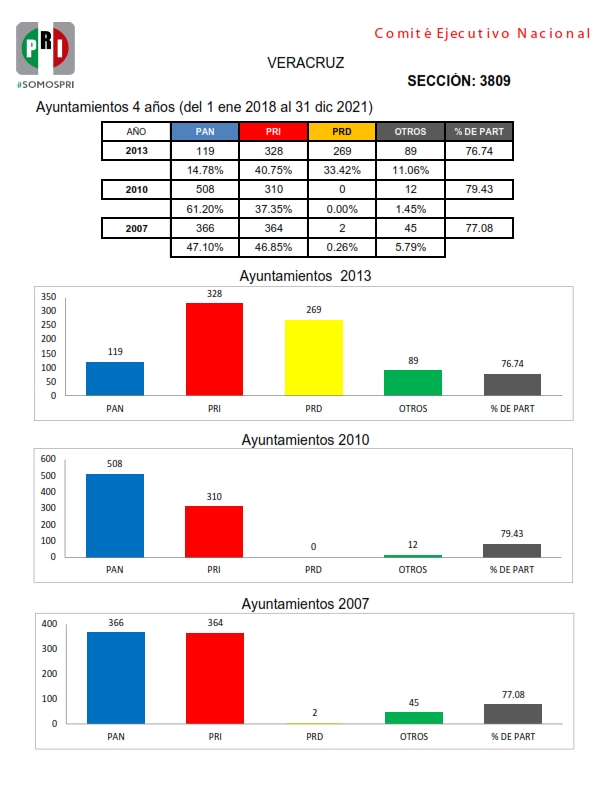 PRI
#SOMOSPRI
Comité Ejecutivo Nacional
VERACRUZ
SECCIÓN: 3809
Ayuntamientos 4 años (del 1 ene 2018 al 31 dic 2021)
AÑO PAN PRI PRD OTROS % DE PART
2013 119 328 269 89 76.74
14.78% 40.75% 33.42% 11.06%
2010 508 310 0 12 79.43
61.20% 37.35% 0.00% 1.45%
2007 366 364 2 45 77.08
47.10% 46.85% 0.26% 5.79%
Ayuntamientos 2013
350
300
250
200
150
100
50
0
119 328 269 89 76.74
PAN PRI PRD OTROS % DE PART
Ayuntamientos 2010
600
500
400
300
200
100
0
508 310 0 12 79.43
PAN PRI PRD OTROS % DE PART
Ayuntamientos 2007
400
300
200
100
0
366 364 2 45 77.08
PAN PRI PRD OTROS % DE PART